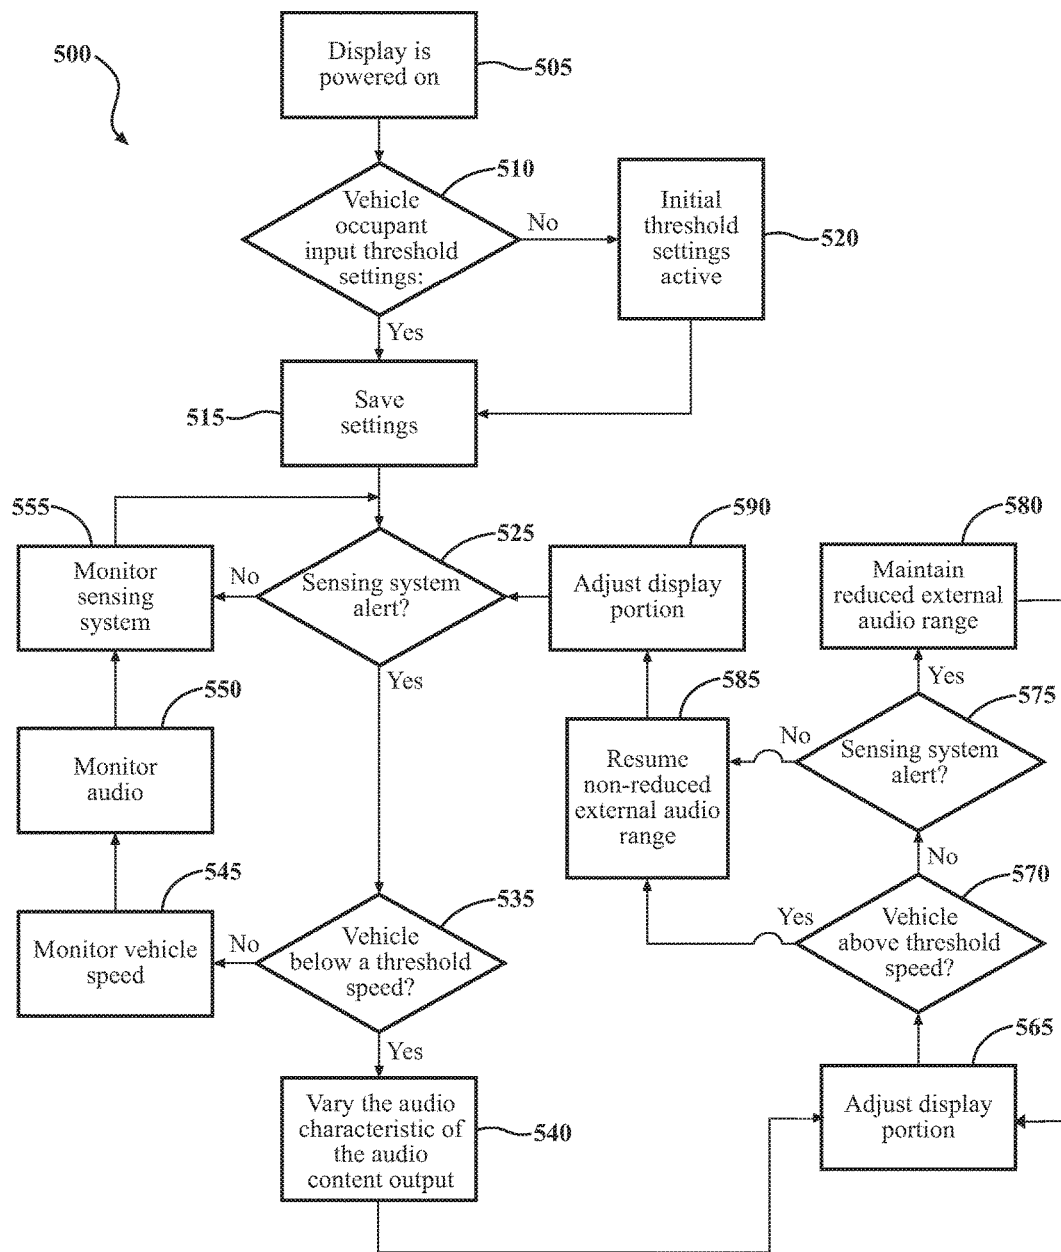 500
Display is
powered on
505
510
Vehicle
occupant
input threshold
settings:
No
Initial
threshold
settings
active
520
Yes
515
Save
settings
555
Monitor
sensing
system
No
525
Sensing system
alert?
590
Adjust display
portion
580
Maintain
reduced external
audio range
Yes
550
Monitor
audio
585
Resume
non-reduced
external audio
range
No
Yes
575
Sensing system
alert?
No
545
Monitor vehicle
speed
No
535
Vehicle
below a threshold
speed?
Yes
570
Vehicle
above threshold
speed?
Yes
Vary the audio
characteristic of
the audio
content output
540
565
Adjust display
portion